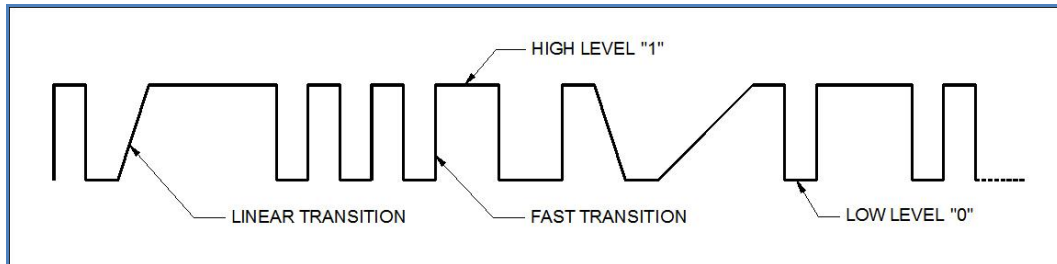 HIGH LEVEL "1"
LINEAR TRANSITION
FAST TRANSITION
LOW LEVEL "0"